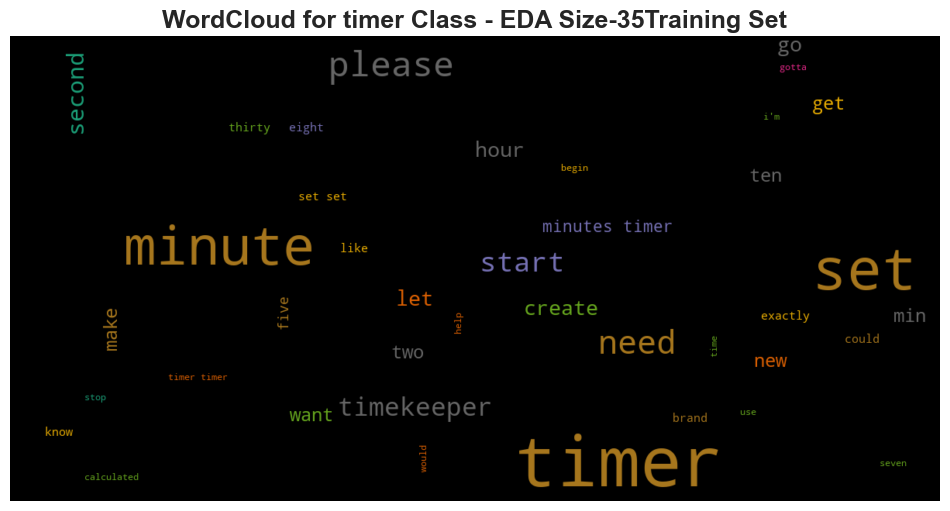 WordCloud for timer Class - EDA Size-35Training Set
go
please
second
gotta
get
i'm
thirty eight
hour
begin
ten
set set
minutes timer
minute
like
start
set
let
create
five
make
help
exactly
min
need
time
could
two
new
timer timer
stop
timekeeper
want
use
brand
know
would
timer
seven
calculated